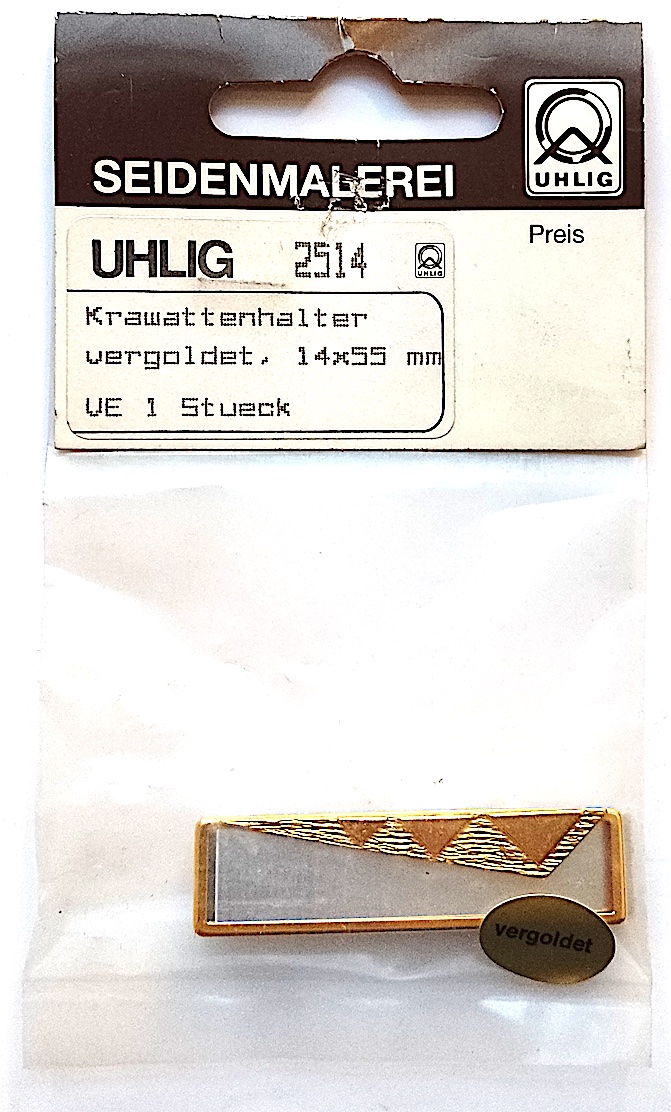 SEIDENMALEREI
UHLIG
Preis
UHLIG 2514 UHLIG
Krawattenhalter
vergoldet, 14x55 mm
VE 1 Stueck
vergoldet